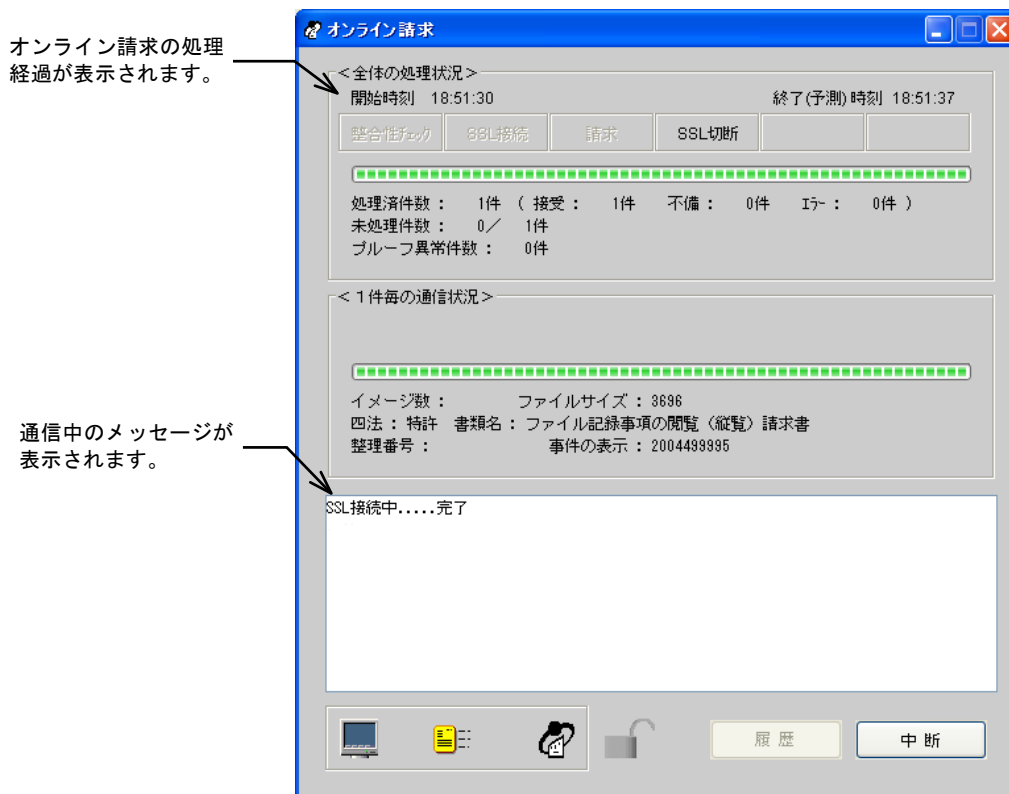 オンライン請求の処理
経過が表示されます。
オンライン請求
＜全体の処理状況＞
開始時刻 18:51:30 終了(予測)時刻 18:51:37
整合性ﾁｪｯｸ SSL接続 請求 SSL切断
処理済件数： 1件 （ 接受： 1件 不備： 0件 ｴﾗｰ： 0件 ）
未処理件数： 0／ 1件
プルーフ異常件数： 0件
＜１件毎の通信状況＞
イメージ数： ファイルサイズ：3696
四法：特許 書類名：ファイル記録事項の閲覧（縦覧）請求書
整理番号： 事件の表示：2004499995
通信中のメッセージが
表示されます。
SSL接続中.....完了
履歴 中断